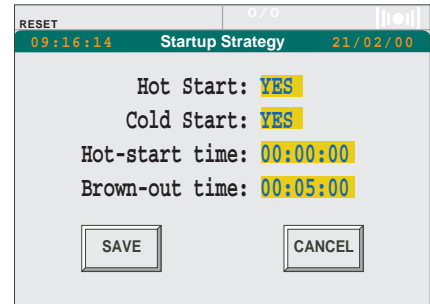 0/0
RESET
09:16:14 Startup Strategy 21/02/00
Hot Start: YES
Cold Start: YES
Hot-start time: 00:00:00
Brown-out time: 00:05:00
SAVE CANCEL